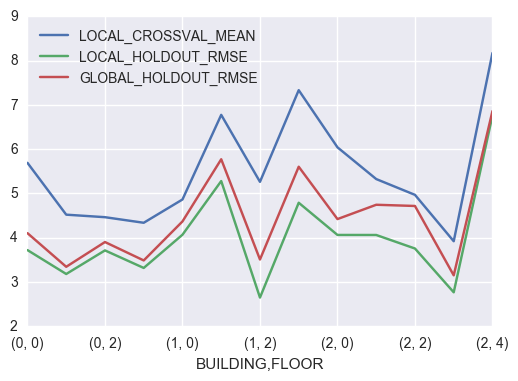 9
8
7
6
5
4
3
2
LOCAL_CROSSVAL_MEAN
LOCAL_HOLDOUT_RMSE
GLOBAL_HOLDOUT_RMSE
(0, 0) (0, 2) (1, 0) (1, 2) (2, 0) (2, 2) (2, 4)
BUILDING,FLOOR